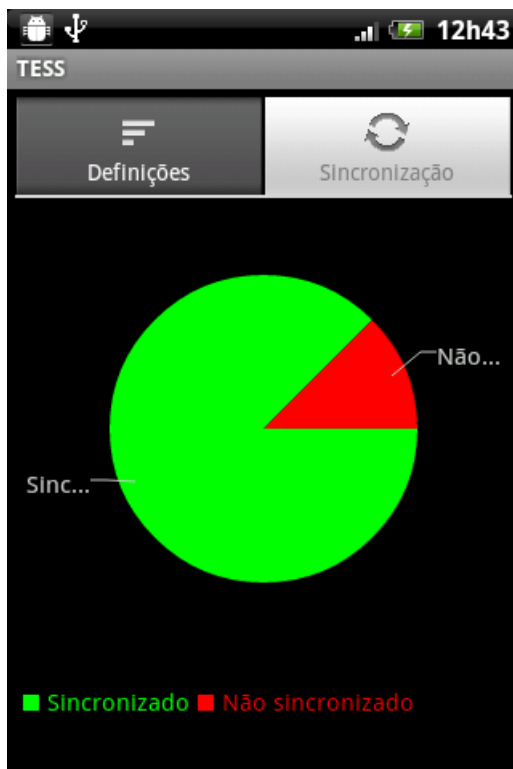 12h43
TESS
Definições
Sincronização
Não...
Sinc...
Sincronizado Não sincronizado